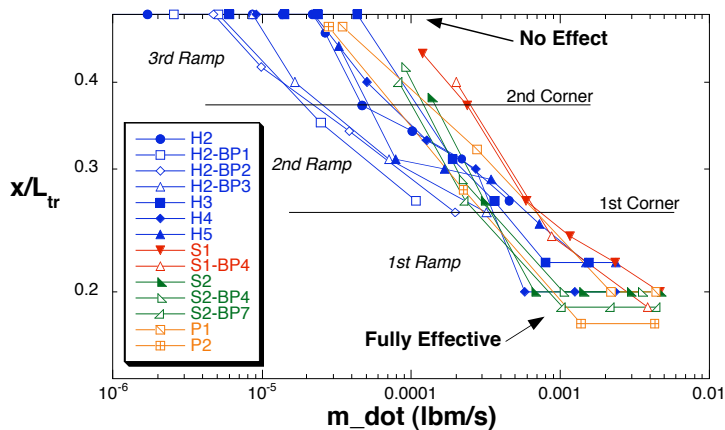 No Effect
3rd Ramp
0.4
2nd Corner
H2
H2-BP1
H2-BP2
H2-BP3
H3
H4
H5
S1
S1-BP4
S2
S2-BP4
S2-BP7
P1
P2
2nd Ramp
x/Ltr
0.3
1st Corner
1st Ramp
0.2
Fully Effective
10-6
10-5
0.0001
0.001
0.01
m_dot (lbm/s)